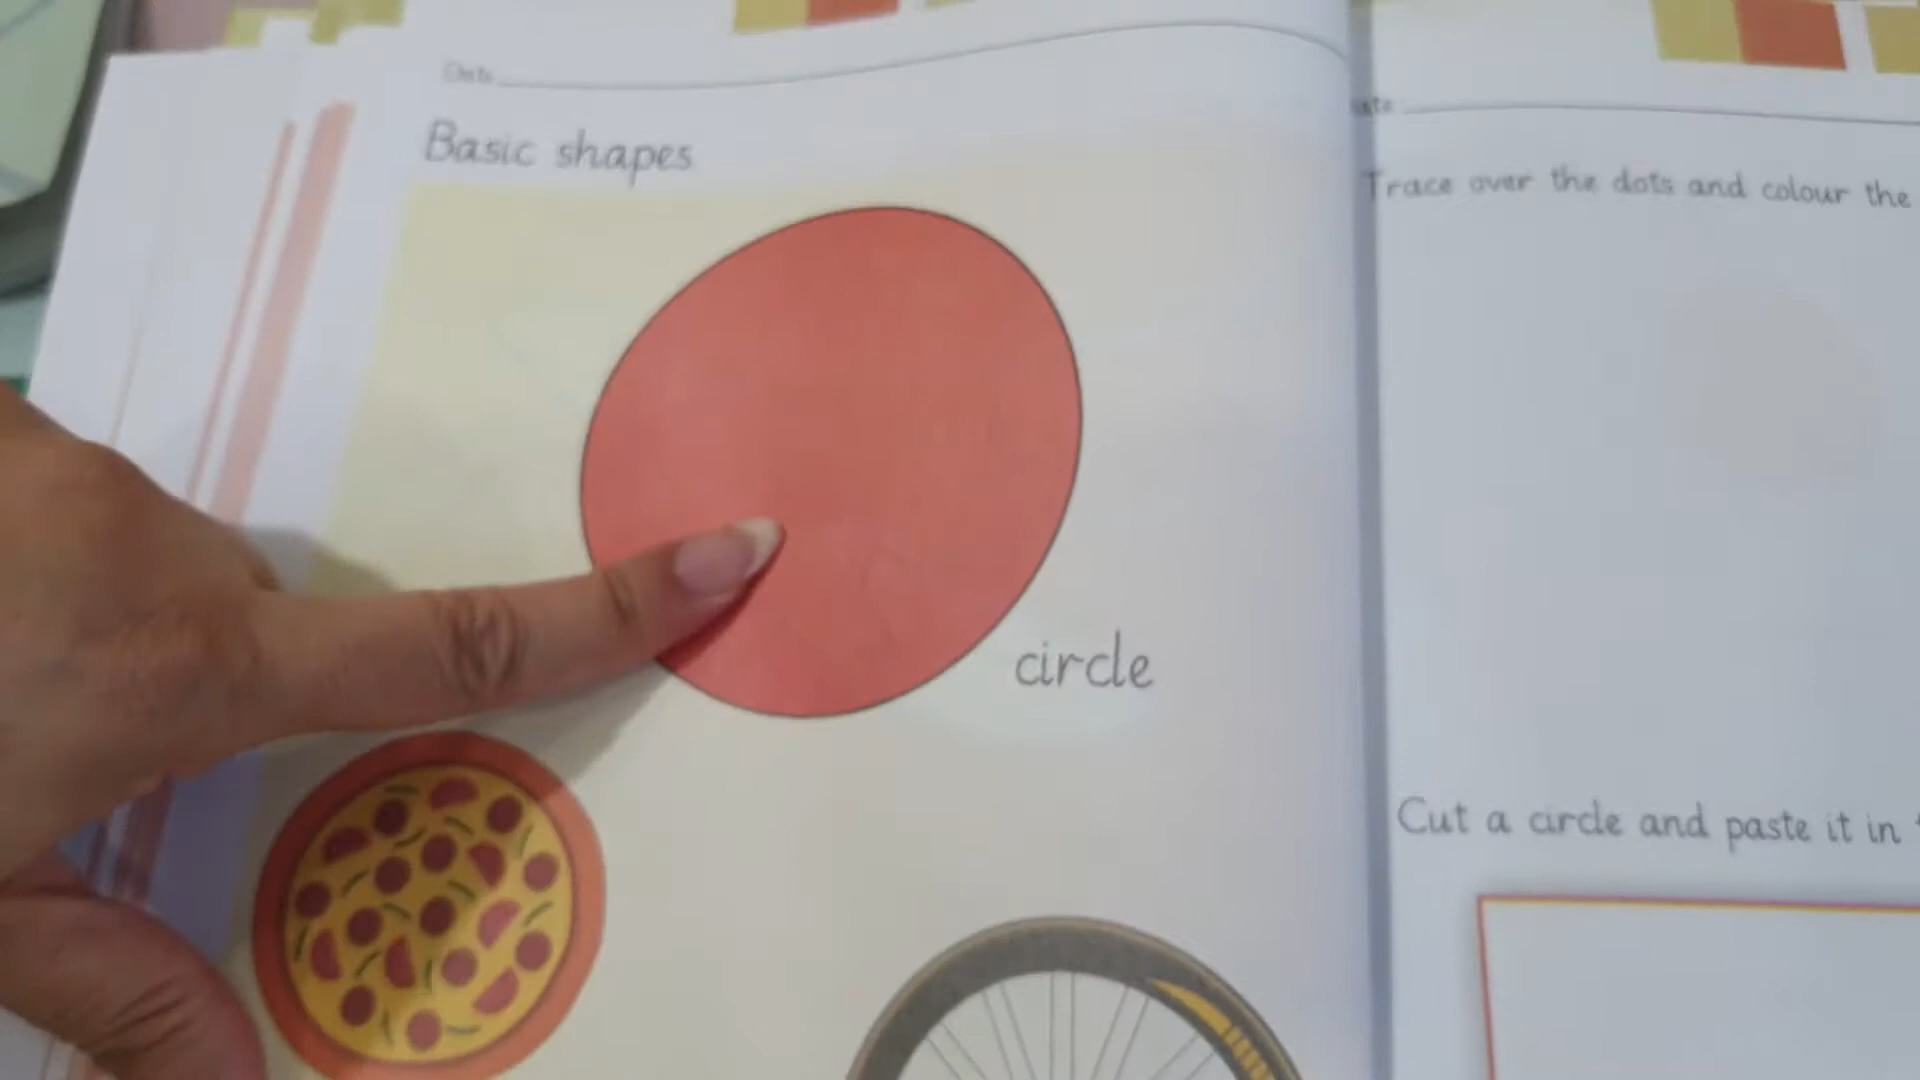 Date
Basic shapes
circle
Trace over the dots and colour the
Cut a circle and paste it in